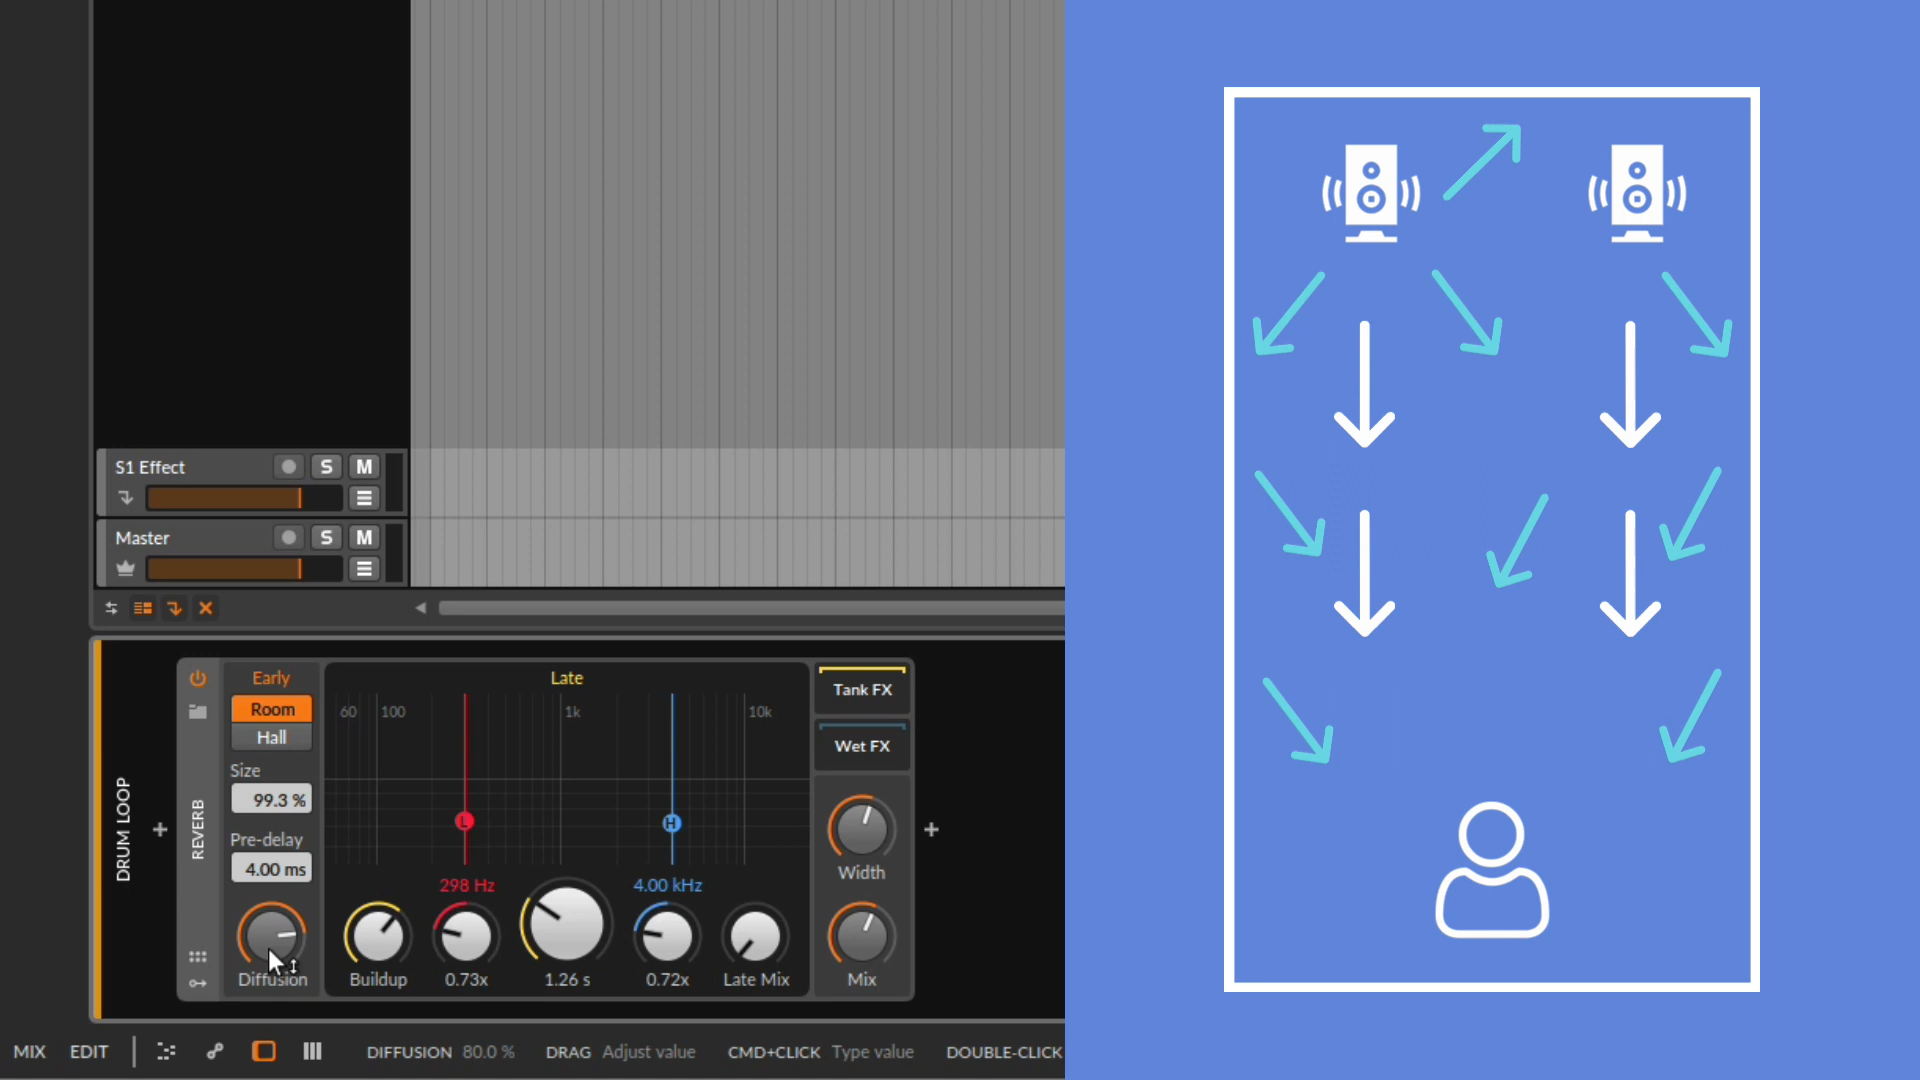 S1 Effect
S
M
Master
S
M
DRUM LOOP
REVERB
Early
Room
Hall
Size
99.3 %
Pre-delay
4.00 ms
Diffusion
Late
60
100
1k
10k
L
H
298 Hz
4.00 kHz
Buildup
0.73x
1.26 s
0.72x
Late Mix
Tank FX
Wet FX
Width
Mix
MIX
EDIT
DIFFUSION 80.0 %
DRAG Adjust value
CMD+CLICK Type value
DOUBLE-CLICK